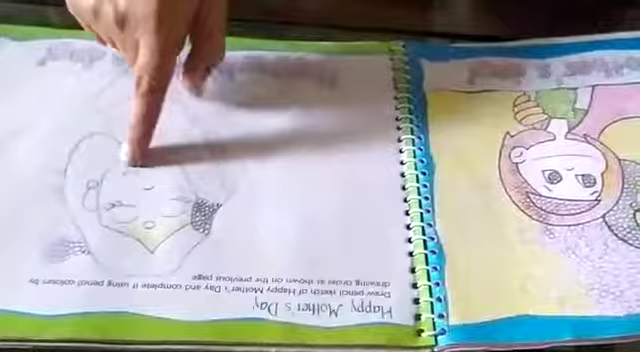 Happy Mother's Day
Draw pencil sketch of Happy Mother's Day and complete it using pencil colours by
drawing order as shown on the previous page